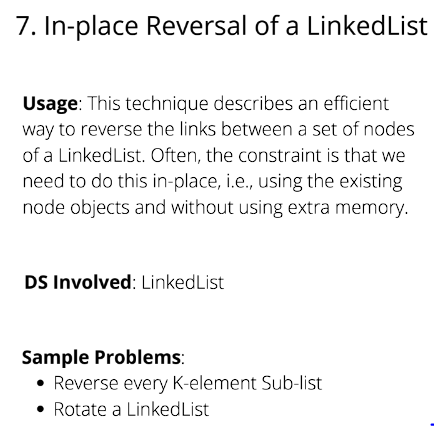 7. In-place Reversal of a LinkedList
Usage: This technique describes an efficient
way to reverse the links between a set of nodes
of a LinkedList. Often, the constraint is that we
need to do this in-place, i.e., using the existing
node objects and without using extra memory.
DS Involved: LinkedList
Sample Problems:
• Reverse every K-element Sub-list
• Rotate a LinkedList